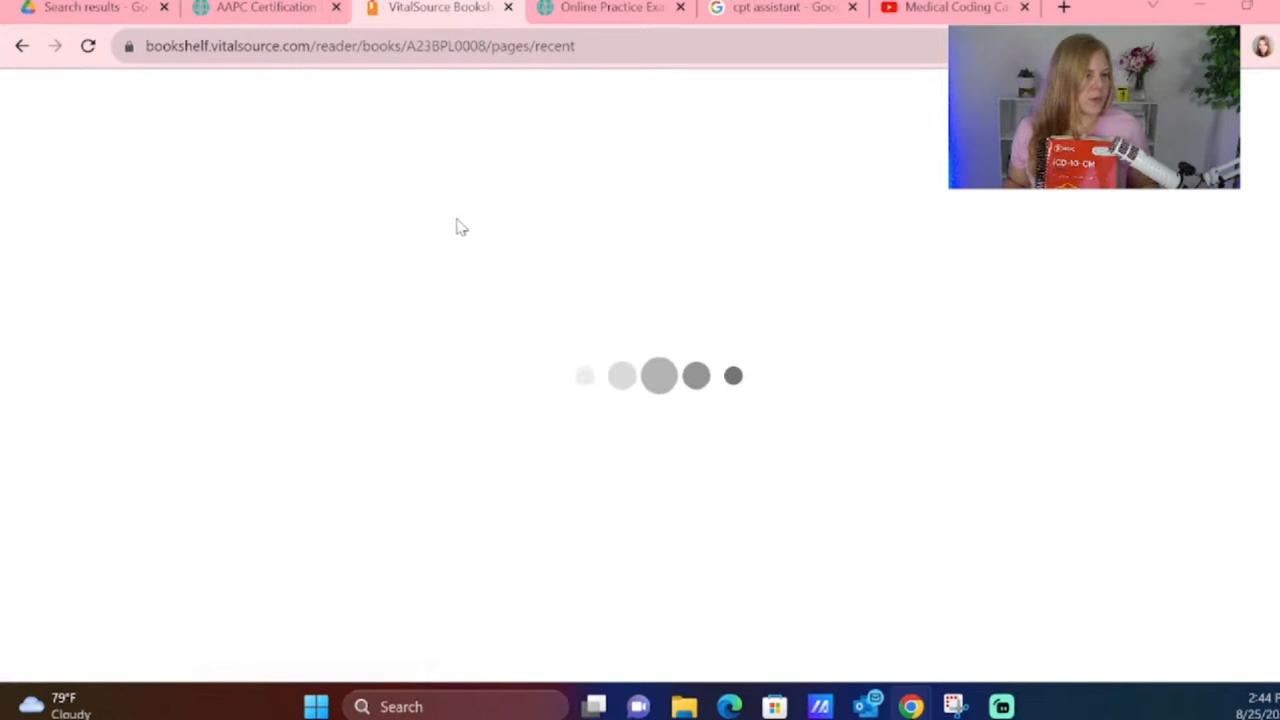 Search results - Go
AAPC Certification
VitalSource Booksh
Online Practice Exa
cpt assistant - Goo
Medical Coding Ca
bookshelf.vitalsource.com/reader/books/A23BPL0008/pages/recent
ICD-10-CM
79°F
Cloudy
Search
2:44 P
8/25/20